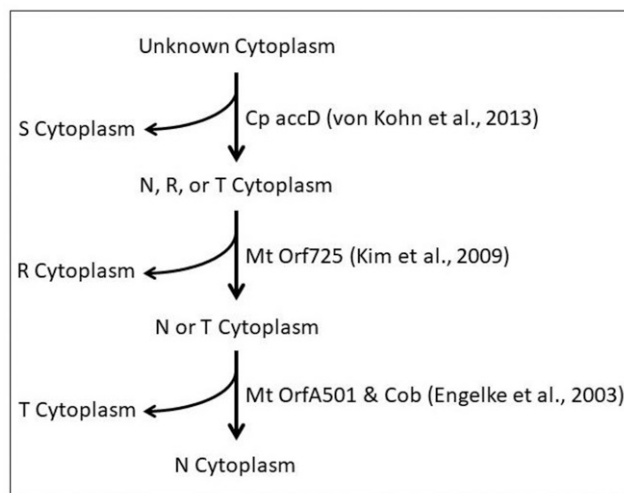 Unknown Cytoplasm
S Cytoplasm
Cp accD (von Kohn et al., 2013)
N, R, or T Cytoplasm
R Cytoplasm
Mt Orf725 (Kim et al., 2009)
N or T Cytoplasm
T Cytoplasm
Mt OrfA501 & Cob (Engelke et al., 2003)
N Cytoplasm